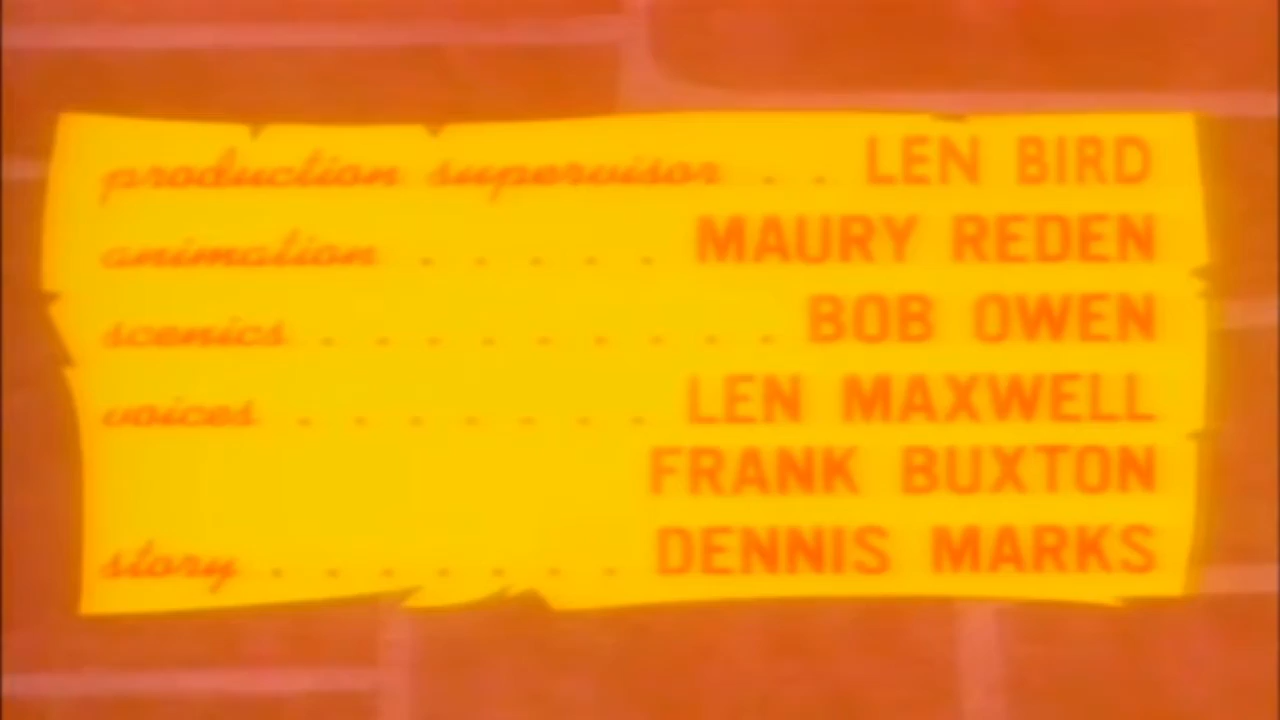 production supervisor . . LEN BIRD
animation . . . . . MAURY REDEN
scenics . . . . . . . . . BOB OWEN
voices . . . . . . . LEN MAXWELL
FRANK BUXTON
story . . . . . . . DENNIS MARKS